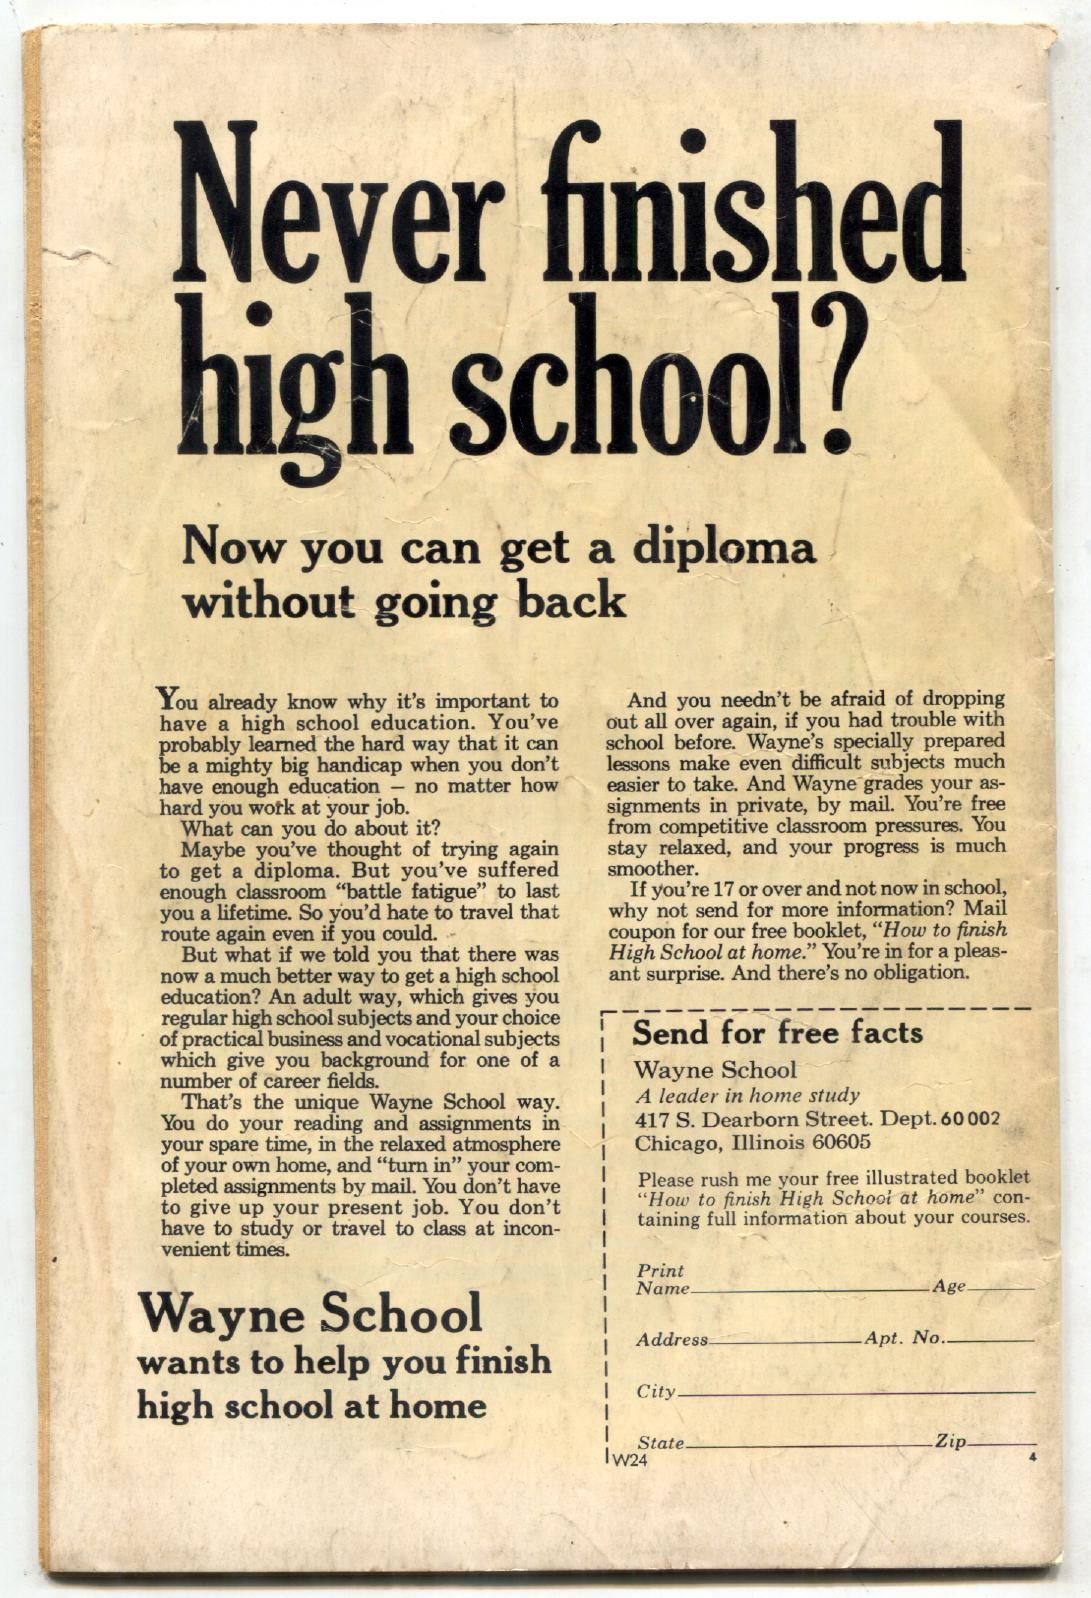 Never finished
high school?
Now you can get a diploma
without going back
You already know why it's important to
have a high school education. You've
probably learned the hard way that it can
be a mighty big handicap when you don't
have enough education — no matter how
hard you work at your job.
What can you do about it?
Maybe you've thought of trying again
to get a diploma. But you've suffered
enough classroom "battle fatigue" to last
you a lifetime. So you'd hate to travel that
route again even if you could.
But what if we told you that there was
now a much better way to get a high school
education? An adult way, which gives you
regular high school subjects and your choice
of practical business and vocational subjects
which give you background for one of a
number of career fields.
That's the unique Wayne School way.
You do your reading and assignments in
your spare time, in the relaxed atmosphere
of your own home, and "turn in" your com-
pleted assignments by mail. You don't have
to give up your present job. You don't
have to study or travel to class at incon-
venient times.
Wayne School
wants to help you finish
high school at home
And you needn't be afraid of dropping
out all over again, if you had trouble with
school before. Wayne's specially prepared
lessons make even difficult subjects much
easier to take. And Wayne grades your as-
signments in private, by mail. You're free
from competitive classroom pressures. You
stay relaxed, and your progress is much
smoother.
If you're 17 or over and not now in school,
why not send for more information? Mail
coupon for our free booklet, "How to finish
High School at home." You're in for a pleas-
ant surprise. And there's no obligation.
Send for free facts
Wayne School
A leader in home study
417 S. Dearborn Street. Dept. 60 002
Chicago, Illinois 60605
Please rush me your free illustrated booklet
"How to finish High School at home" con-
taining full information about your courses.
Print
Name Age
Address Apt. No.
City
State Zip
W24 4